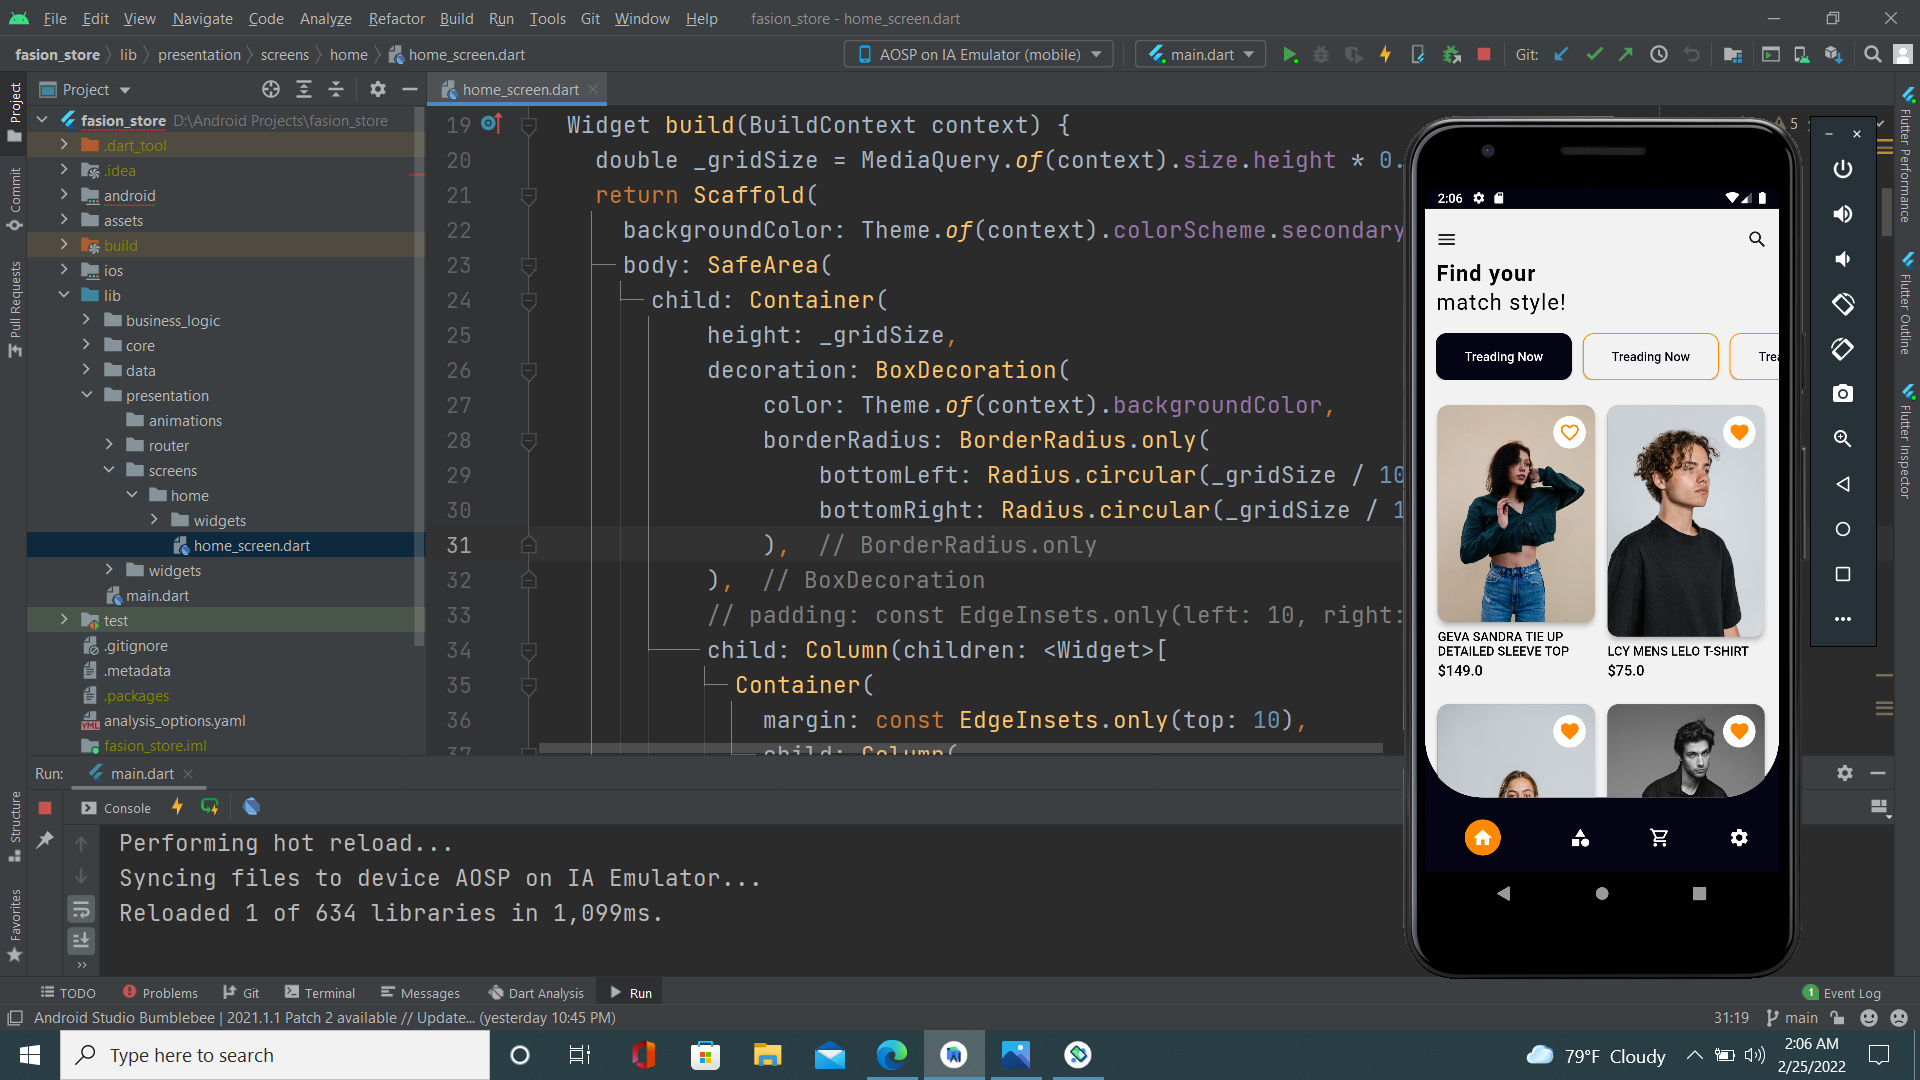 File Edit View Navigate Code Analyze Refactor Build Run Tools Git Window Help fasion_store - home_screen.dart
fasion_store lib presentation screens home home_screen.dart AOSP on IA Emulator (mobile) main.dart Git:
Project home_screen.dart
Project
Commit
Pull Requests
Structure
Favorites
fasion_store D:\Android Projects\fasion_store
.dart_tool
.idea
android
assets
build
ios
lib
business_logic
core
data
presentation
animations
router
screens
home
widgets
home_screen.dart
widgets
main.dart
test
.gitignore
.metadata
.packages
analysis_options.yaml
fasion_store.iml
19 Widget build(BuildContext context) {
20 double _gridSize = MediaQuery.of(context).size.height * 0.
21 return Scaffold(
22 backgroundColor: Theme.of(context).colorScheme.secondary
23 body: SafeArea(
24 child: Container(
25 height: _gridSize,
26 decoration: BoxDecoration(
27 color: Theme.of(context).backgroundColor,
28 borderRadius: BorderRadius.only(
29 bottomLeft: Radius.circular(_gridSize / 10
30 bottomRight: Radius.circular(_gridSize / 1
31 ), // BorderRadius.only
32 ), // BoxDecoration
33 // padding: const EdgeInsets.only(left: 10, right:
34 child: Column(children: <Widget>[
35 Container(
36 margin: const EdgeInsets.only(top: 10),
37 child: Column(
5
2:06
Find your
match style!
Treading Now Treading Now Trea
GEVA SANDRA TIE UP
DETAILED SLEEVE TOP
$149.0
LCY MENS LELO T-SHIRT
$75.0
Flutter Performance
Flutter Outline
Flutter Inspector
Run: main.dart
Console
Performing hot reload...
Syncing files to device AOSP on IA Emulator...
Reloaded 1 of 634 libraries in 1,099ms.
TODO Problems Git Terminal Messages Dart Analysis Run 1 Event Log
Android Studio Bumblebee | 2021.1.1 Patch 2 available // Update... (yesterday 10:45 PM) 31:19 main
Type here to search 79°F Cloudy 2:06 AM
2/25/2022